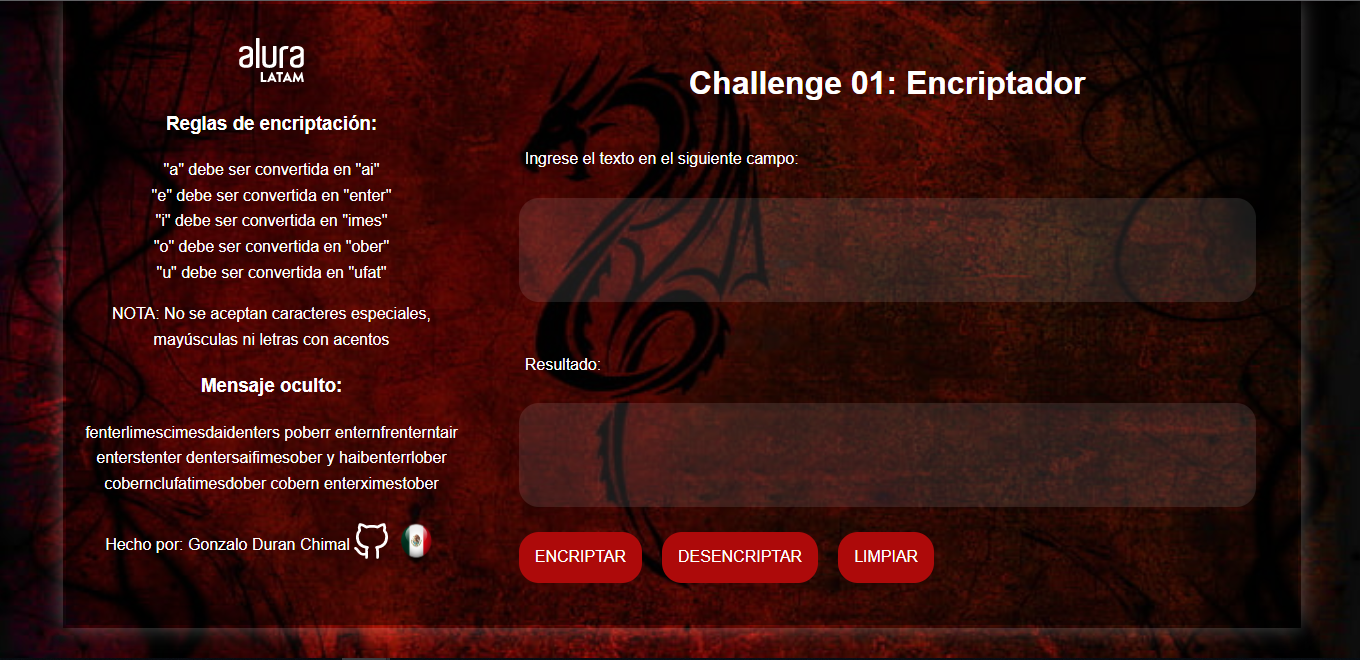 alura
LATAM
Reglas de encriptación:
"a" debe ser convertida en "ai"
"e" debe ser convertida en "enter"
"i" debe ser convertida en "imes"
"o" debe ser convertida en "ober"
"u" debe ser convertida en "ufat"
NOTA: No se aceptan caracteres especiales,
mayúsculas ni letras con acentos
Mensaje oculto:
fenterlimescimesdaidenters poberr enternfrenterntair
enterstenter dentersaifimesober y haibenterrlober
cobernclufatimesdober cobern enterximestober
Hecho por: Gonzalo Duran Chimal
Challenge 01: Encriptador
Ingrese el texto en el siguiente campo:
Resultado:
ENCRIPTAR DESENCRIPTAR LIMPIAR